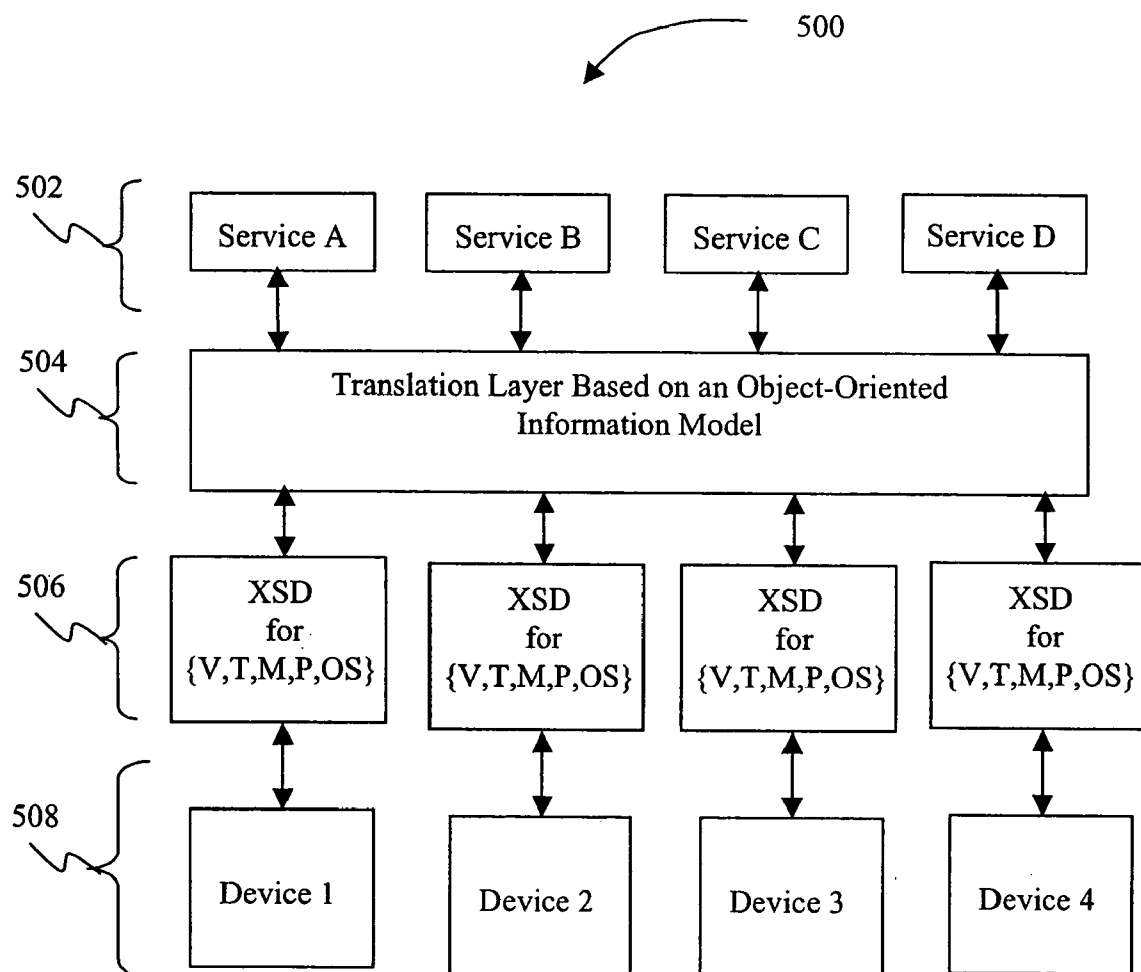 500
502
Service A
Service B
Service C
Service D
504
Translation Layer Based on an Object-Oriented
Information Model
506
XSD
for
{V,T,M,P,OS}
XSD
for
{V,T,M,P,OS}
XSD
for
{V,T,M,P,OS}
XSD
for
{V,T,M,P,OS}
508
Device 1
Device 2
Device 3
Device 4